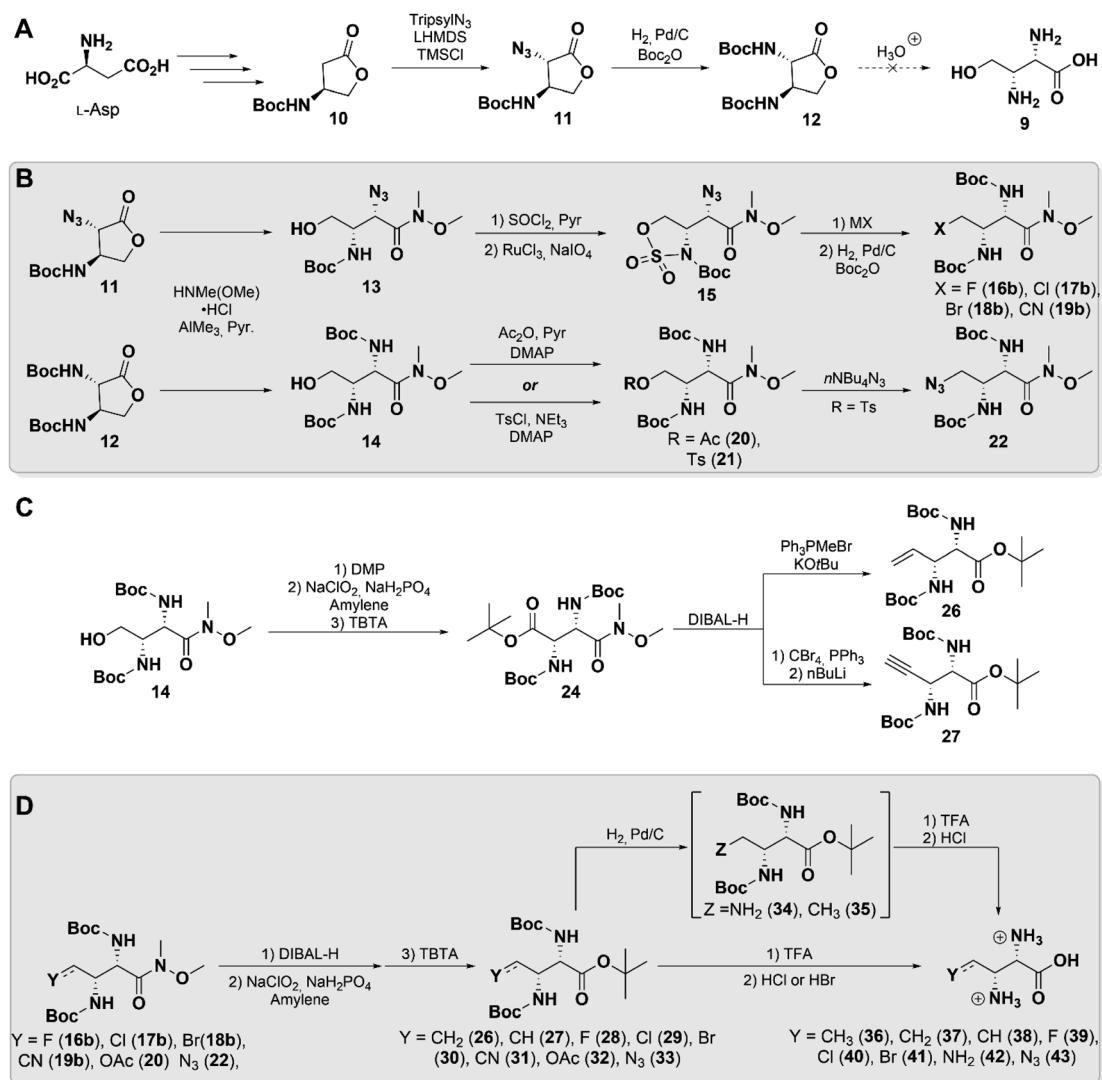 A
NH₂
HO₂C
CO₂H
L-Asp
O
O
BocHN
10
TripsylN₃
LHMDS
TMSCl
N₃
O
O
BocHN
11
H₂, Pd/C
Boc₂O
BocHN
O
O
BocHN
12
H₃O⊕
×
NH₂
HO
OH
NH₂
O
9
B
N₃
O
O
BocHN
11
HNMe(OMe)
•HCl
AlMe₃, Pyr.
N₃
HO
N
O
NH
O
Boc
13
1) SOCl₂, Pyr
2) RuCl₃, NaIO₄
N₃
O
N
O
S
N
O
O
O
Boc
15
1) MX
2) H₂, Pd/C
Boc₂O
Boc
NH
X
N
O
NH
O
Boc
X = F (16b), Cl (17b),
Br (18b), CN (19b)
BocHN
O
O
BocHN
12
Boc
NH
HO
N
O
NH
O
Boc
14
Ac₂O, Pyr
DMAP
or
TsCl, NEt₃
DMAP
Boc
NH
RO
N
O
NH
O
Boc
R = Ac (20),
Ts (21)
nNBu₄N₃
R = Ts
Boc
NH
N₃
N
O
NH
O
Boc
22
C
Boc
NH
HO
N
O
NH
O
Boc
14
1) DMP
2) NaClO₂, NaH₂PO₄
Amylene
3) TBTA
O
HN
Boc
O
N
O
NH
O
Boc
24
DIBAL-H
Ph₃PMeBr
KOtBu
Boc
NH
O
NH
O
Boc
26
1) CBr₄, PPh₃
2) nBuLi
Boc
NH
O
NH
O
Boc
27
D
Boc
NH
Y
N
O
NH
O
Boc
Y = F (16b), Cl (17b), Br(18b),
CN (19b), OAc (20) N₃ (22),
1) DIBAL-H
2) NaClO₂, NaH₂PO₄
Amylene
3) TBTA
Boc
NH
Y
O
NH
O
Boc
Y = CH₂ (26), CH (27), F (28), Cl (29), Br
(30), CN (31), OAc (32), N₃ (33)
H₂, Pd/C
Boc
NH
Z
O
NH
O
Boc
Z =NH₂ (34), CH₃ (35)
1) TFA
2) HCl
1) TFA
2) HCl or HBr
⊕ NH₃
Y
OH
⊕ NH₃
O
Y = CH₃ (36), CH₂ (37), CH (38), F (39),
Cl (40), Br (41), NH₂ (42), N₃ (43)